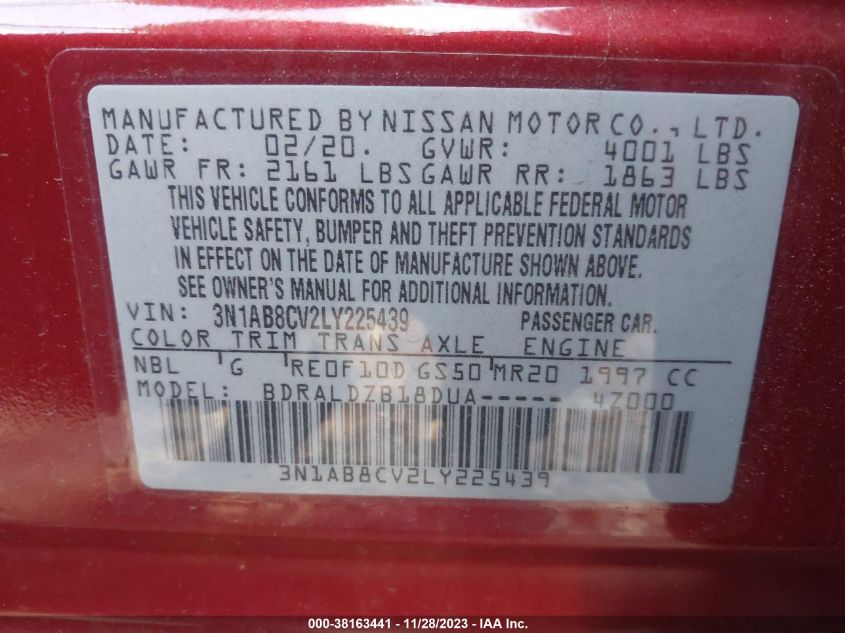 MANUFACTURED BY NISSAN MOTOR CO., LTD.
DATE: 02/20. GVWR: 4001 LBS
GAWR FR: 2161 LBS GAWR RR: 1863 LBS
THIS VEHICLE CONFORMS TO ALL APPLICABLE FEDERAL MOTOR
VEHICLE SAFETY, BUMPER AND THEFT PREVENTION STANDARDS
IN EFFECT ON THE DATE OF MANUFACTURE SHOWN ABOVE.
SEE OWNER'S MANUAL FOR ADDITIONAL INFORMATION.
VIN: 3N1AB8CV2LY225439 PASSENGER CAR.
COLOR TRIM TRANS AXLE ENGINE
NBL G RE0F10D GS50 MR20 1997 CC
MODEL: BDRALDZB18DUA----- 4Z000
3N1AB8CV2LY225439
000-38163441 - 11/28/2023 - IAA Inc.